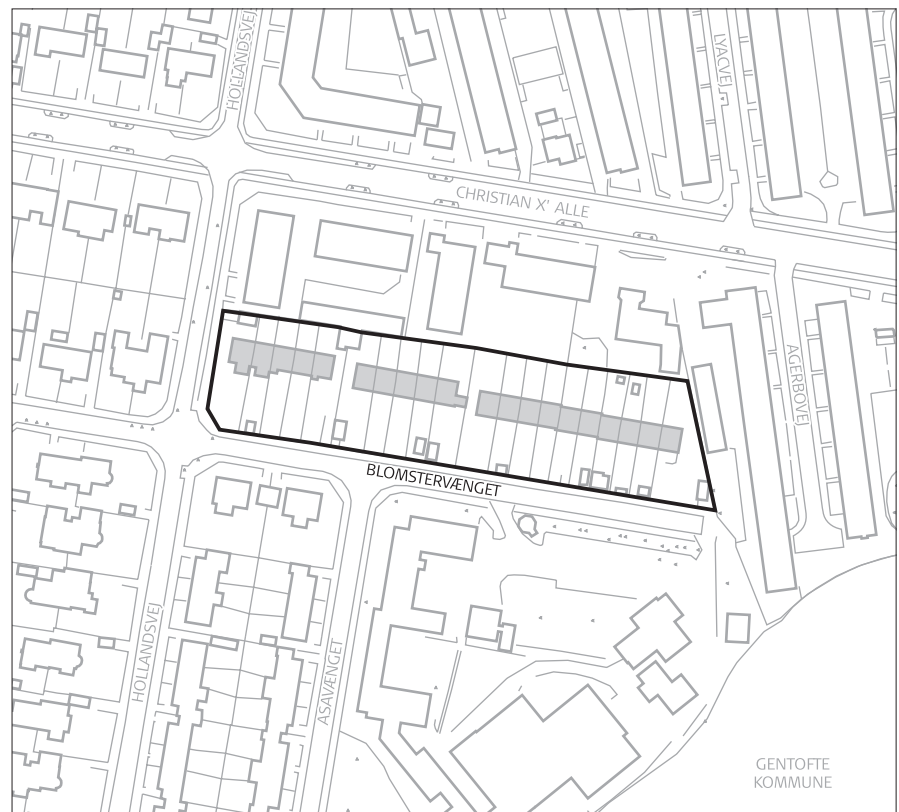 HOLLANDSVEJ
LYACVEJ
CHRISTIAN X' ALLE
AGERBOVEJ
BLOMSTERVÆNGET
HOLLANDSVEJ
ASAVÆNGET
GENTOFTE
KOMMUNE